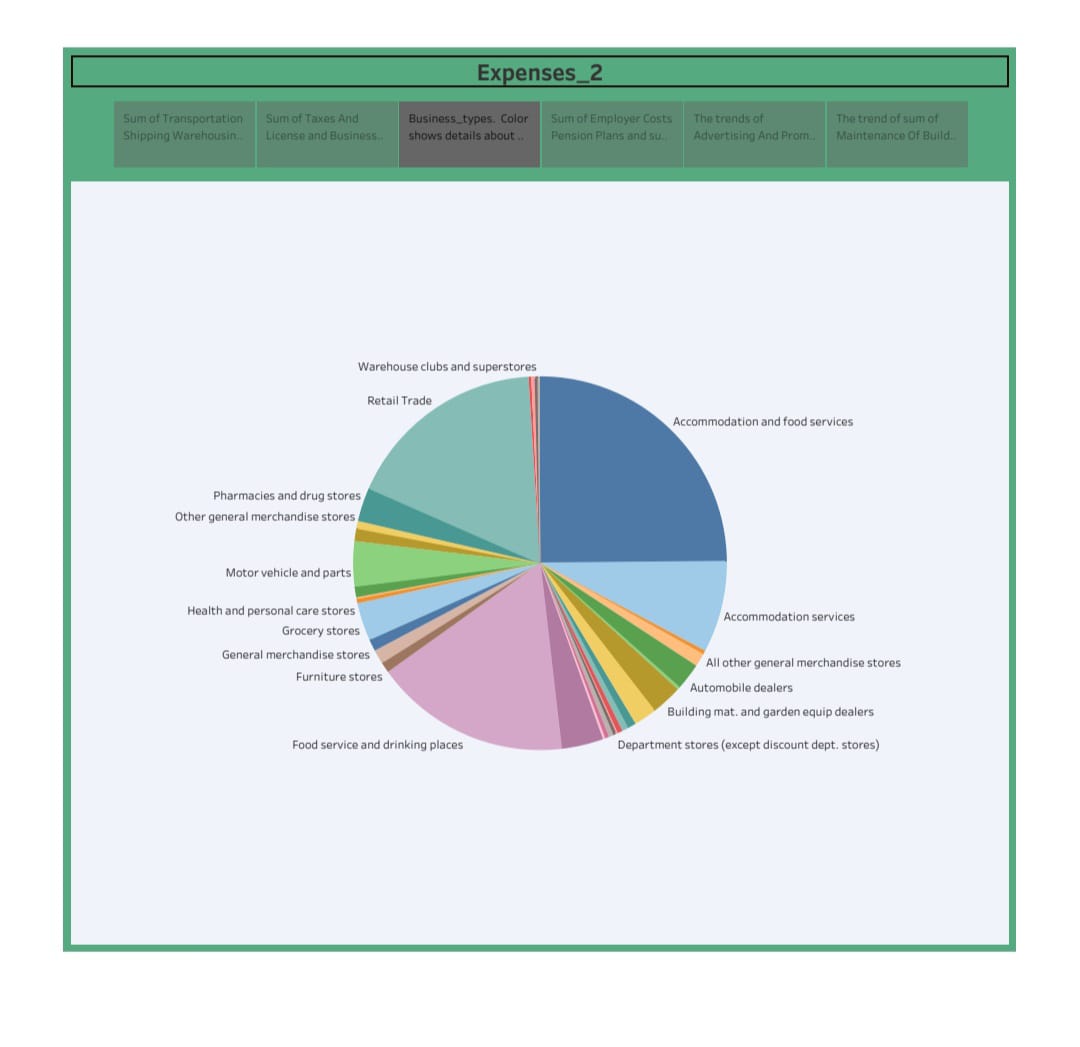 Expenses_2
Sum of Transportation
Shipping Warehousin..
Sum of Taxes And
License and Business..
Business_types. Color
shows details about ..
Sum of Employer Costs
Pension Plans and su..
The trends of
Advertising And Prom..
The trend of sum of
Maintenance Of Build..
Warehouse clubs and superstores
Retail Trade
Accommodation and food services
Pharmacies and drug stores
Other general merchandise stores
Motor vehicle and parts
Health and personal care stores
Accommodation services
Grocery stores
General merchandise stores
All other general merchandise stores
Furniture stores
Automobile dealers
Building mat. and garden equip dealers
Food service and drinking places
Department stores (except discount dept. stores)